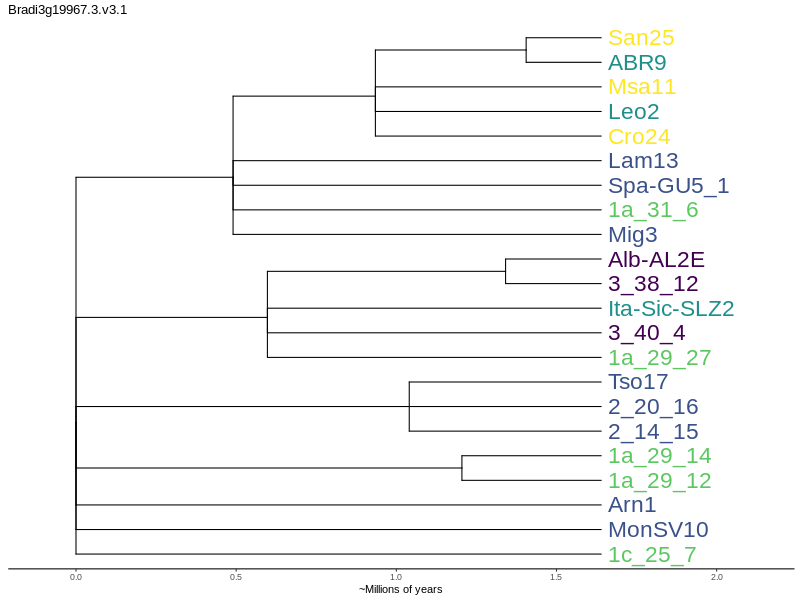 Bradi3g19967.3.v3.1
San25
ABR9
Msa11
Leo2
Cro24
Lam13
Spa-GU5_1
1a_31_6
Mig3
Alb-AL2E
3_38_12
Ita-Sic-SLZ2
3_40_4
1a_29_27
Tso17
2_20_16
2_14_15
1a_29_14
1a_29_12
Arn1
MonSV10
1c_25_7
0.0 0.5 1.0 1.5 2.0
~Millions of years